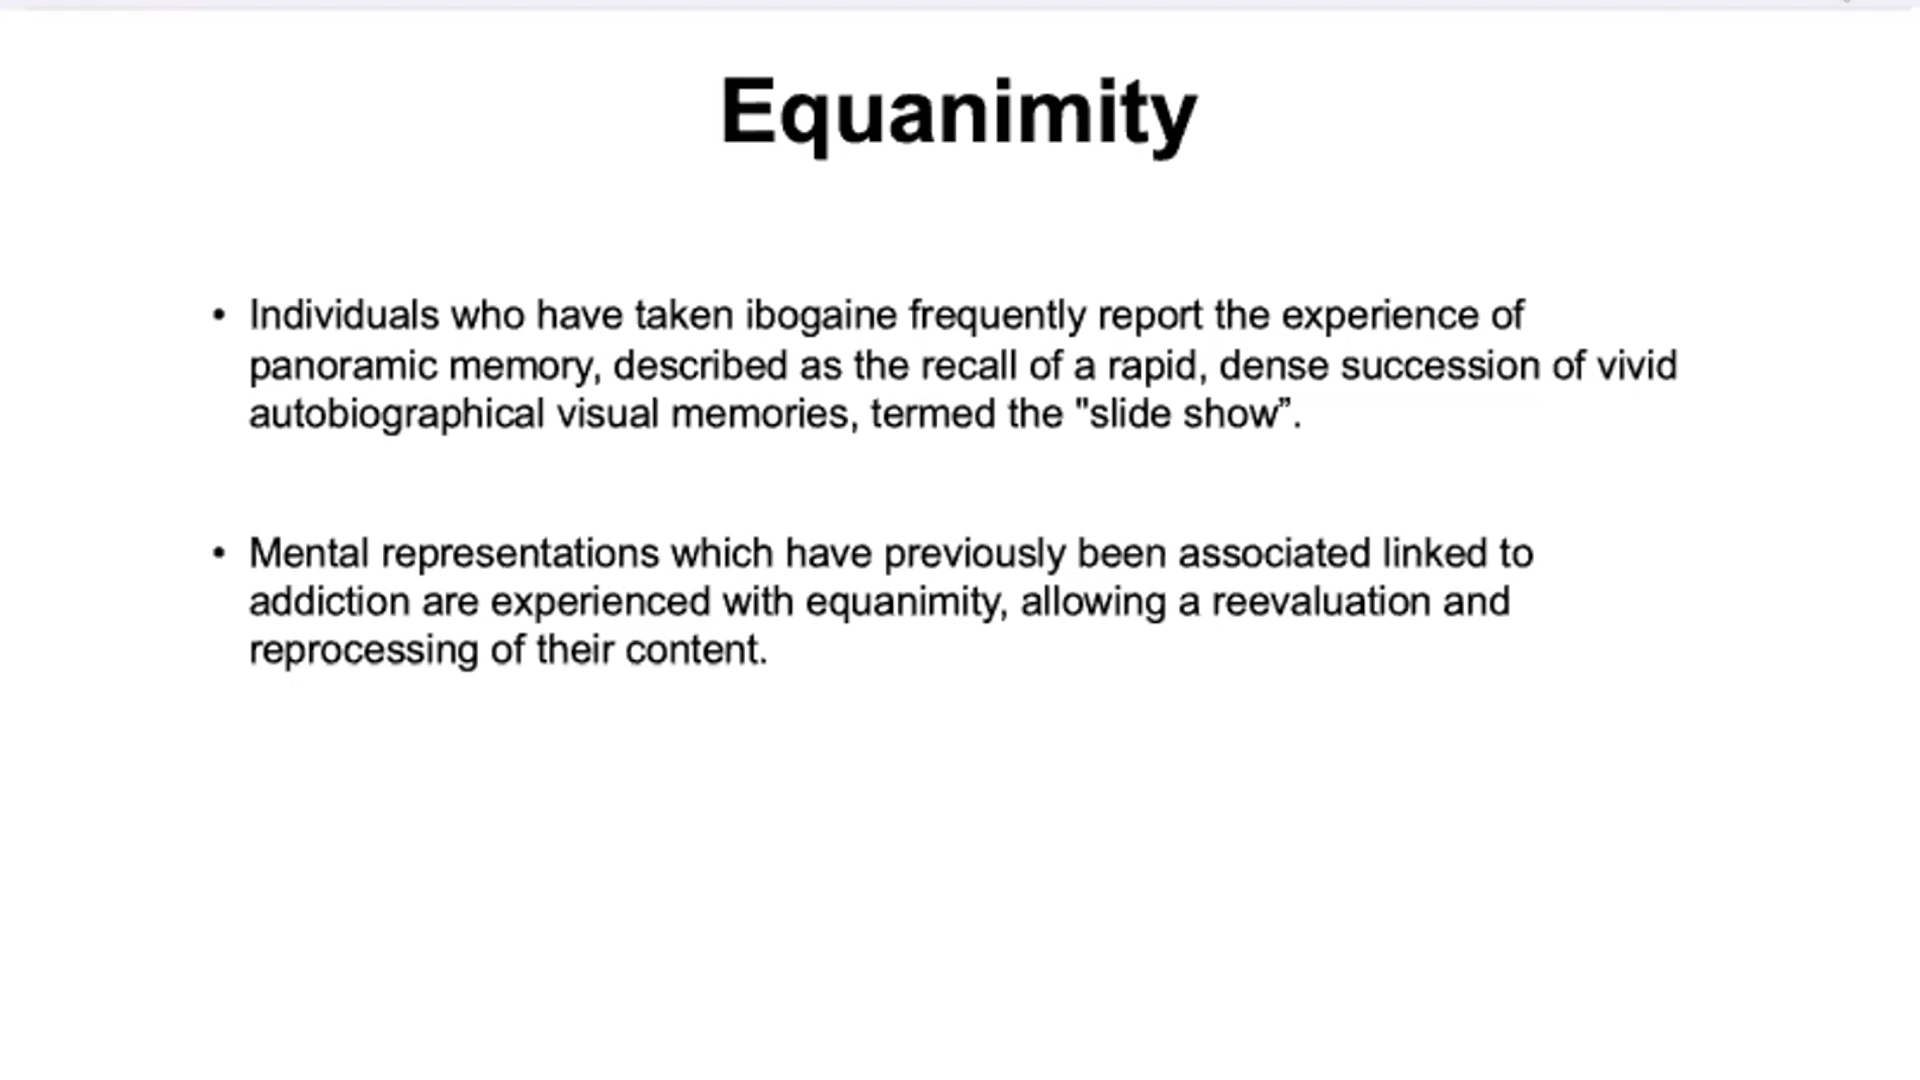 Equanimity
• Individuals who have taken ibogaine frequently report the experience of
panoramic memory, described as the recall of a rapid, dense succession of vivid
autobiographical visual memories, termed the "slide show”.
• Mental representations which have previously been associated linked to
addiction are experienced with equanimity, allowing a reevaluation and
reprocessing of their content.